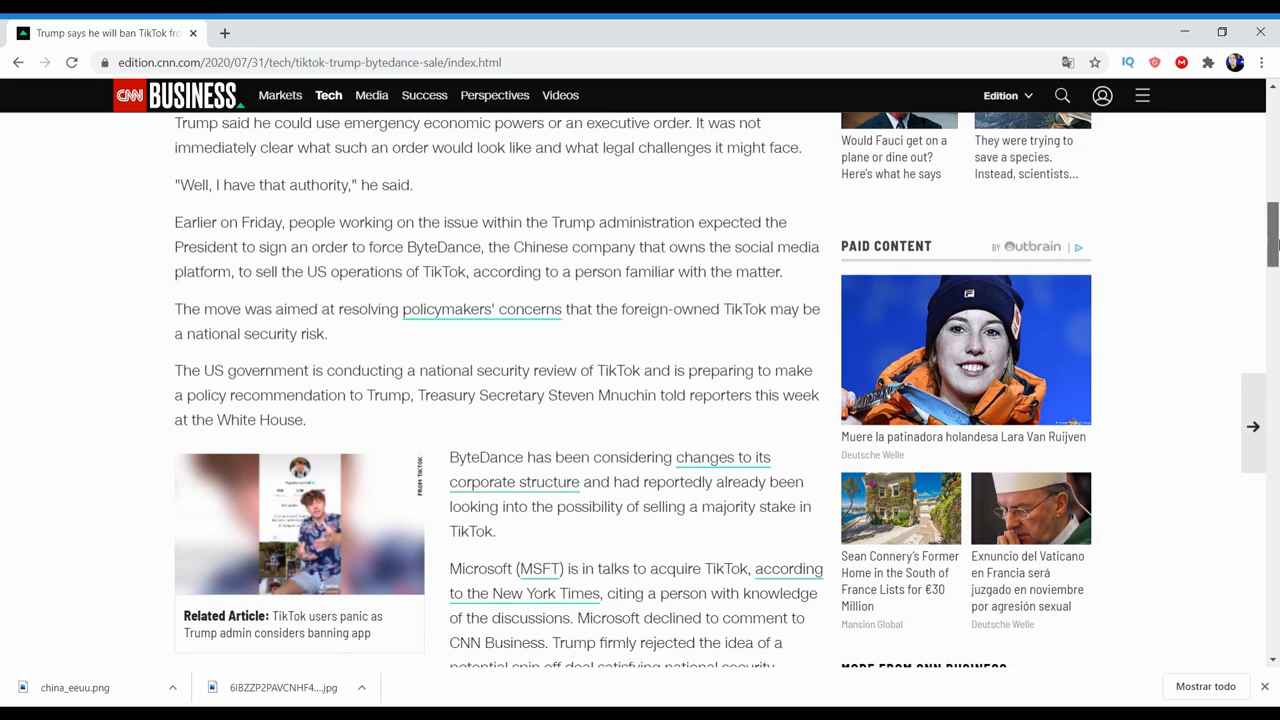 Trump says he will ban TikTok fro
edition.cnn.com/2020/07/31/tech/tiktok-trump-bytedance-sale/index.html
CNN BUSINESS Markets Tech Media Success Perspectives Videos Edition
Trump said he could use emergency economic powers or an executive order. It was not
immediately clear what such an order would look like and what legal challenges it might face.
"Well, I have that authority," he said.
Earlier on Friday, people working on the issue within the Trump administration expected the
President to sign an order to force ByteDance, the Chinese company that owns the social media
platform, to sell the US operations of TikTok, according to a person familiar with the matter.
The move was aimed at resolving policymakers' concerns that the foreign-owned TikTok may be
a national security risk.
The US government is conducting a national security review of TikTok and is preparing to make
a policy recommendation to Trump, Treasury Secretary Steven Mnuchin told reporters this week
at the White House.
FROM TIKTOK
Related Article: TikTok users panic as
Trump admin considers banning app
ByteDance has been considering changes to its
corporate structure and had reportedly already been
looking into the possibility of selling a majority stake in
TikTok.
Microsoft (MSFT) is in talks to acquire TikTok, according
to the New York Times, citing a person with knowledge
of the discussions. Microsoft declined to comment to
CNN Business. Trump firmly rejected the idea of a
potential spin-off deal satisfying national security
Would Fauci get on a
plane or dine out?
Here's what he says
They were trying to
save a species.
Instead, scientists...
PAID CONTENT BY Outbrain
Muere la patinadora holandesa Lara Van Ruijven
Deutsche Welle
Sean Connery's Former
Home in the South of
France Lists for €30
Million
Mansion Global
Exnuncio del Vaticano
en Francia será
juzgado en noviembre
por agresión sexual
Deutsche Welle
MORE FROM CNN BUSINESS
china_eeuu.png
6IBZZP2PAVCNHF4....jpg
Mostrar todo